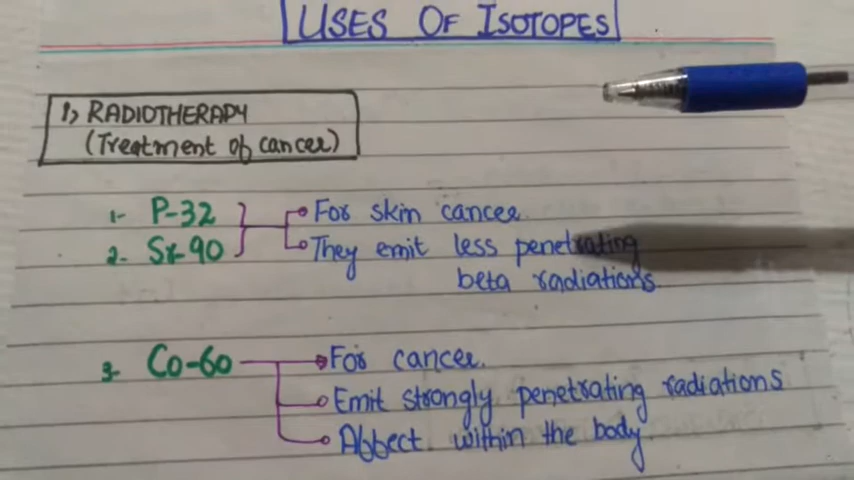 USES OF ISOTOPES
1, RADIOTHERAPY
(Treatment of cancer)
1- P-32
For skin cancer
2- Sr-90
They emit less penetrating
beta radiations
3- Co-60
For cancer.
Emit strongly penetrating radiations
Affect within the body.